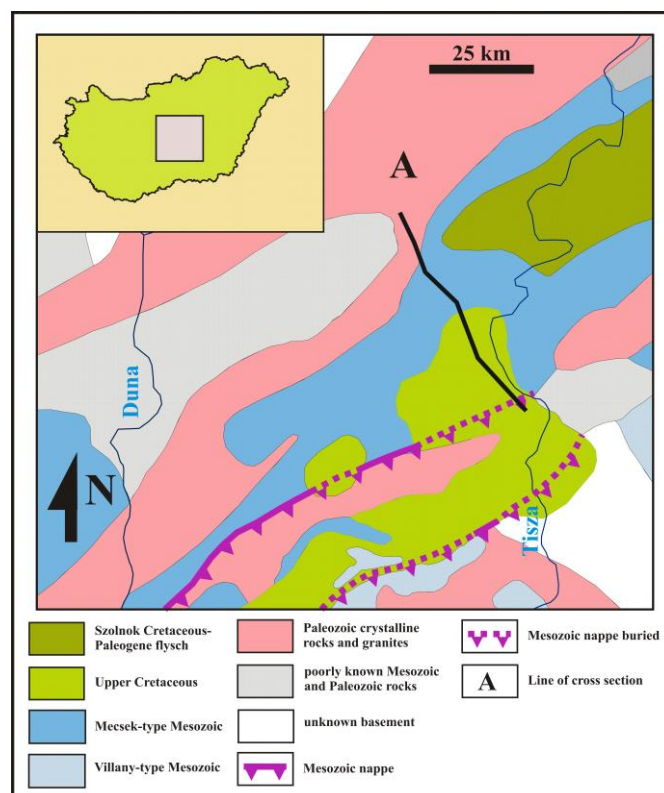 25 km
A
Duna
N
Tisza
Szolnok Cretaceous-
Paleogene flysch
Upper Cretaceous
Mecsek-type Mesozoic
Villany-type Mesozoic
Paleozoic crystalline
rocks and granites
poorly known Mesozoic
and Paleozoic rocks
unknown basement
Mesozoic nappe
Mesozoic nappe buried
A
Line of cross section